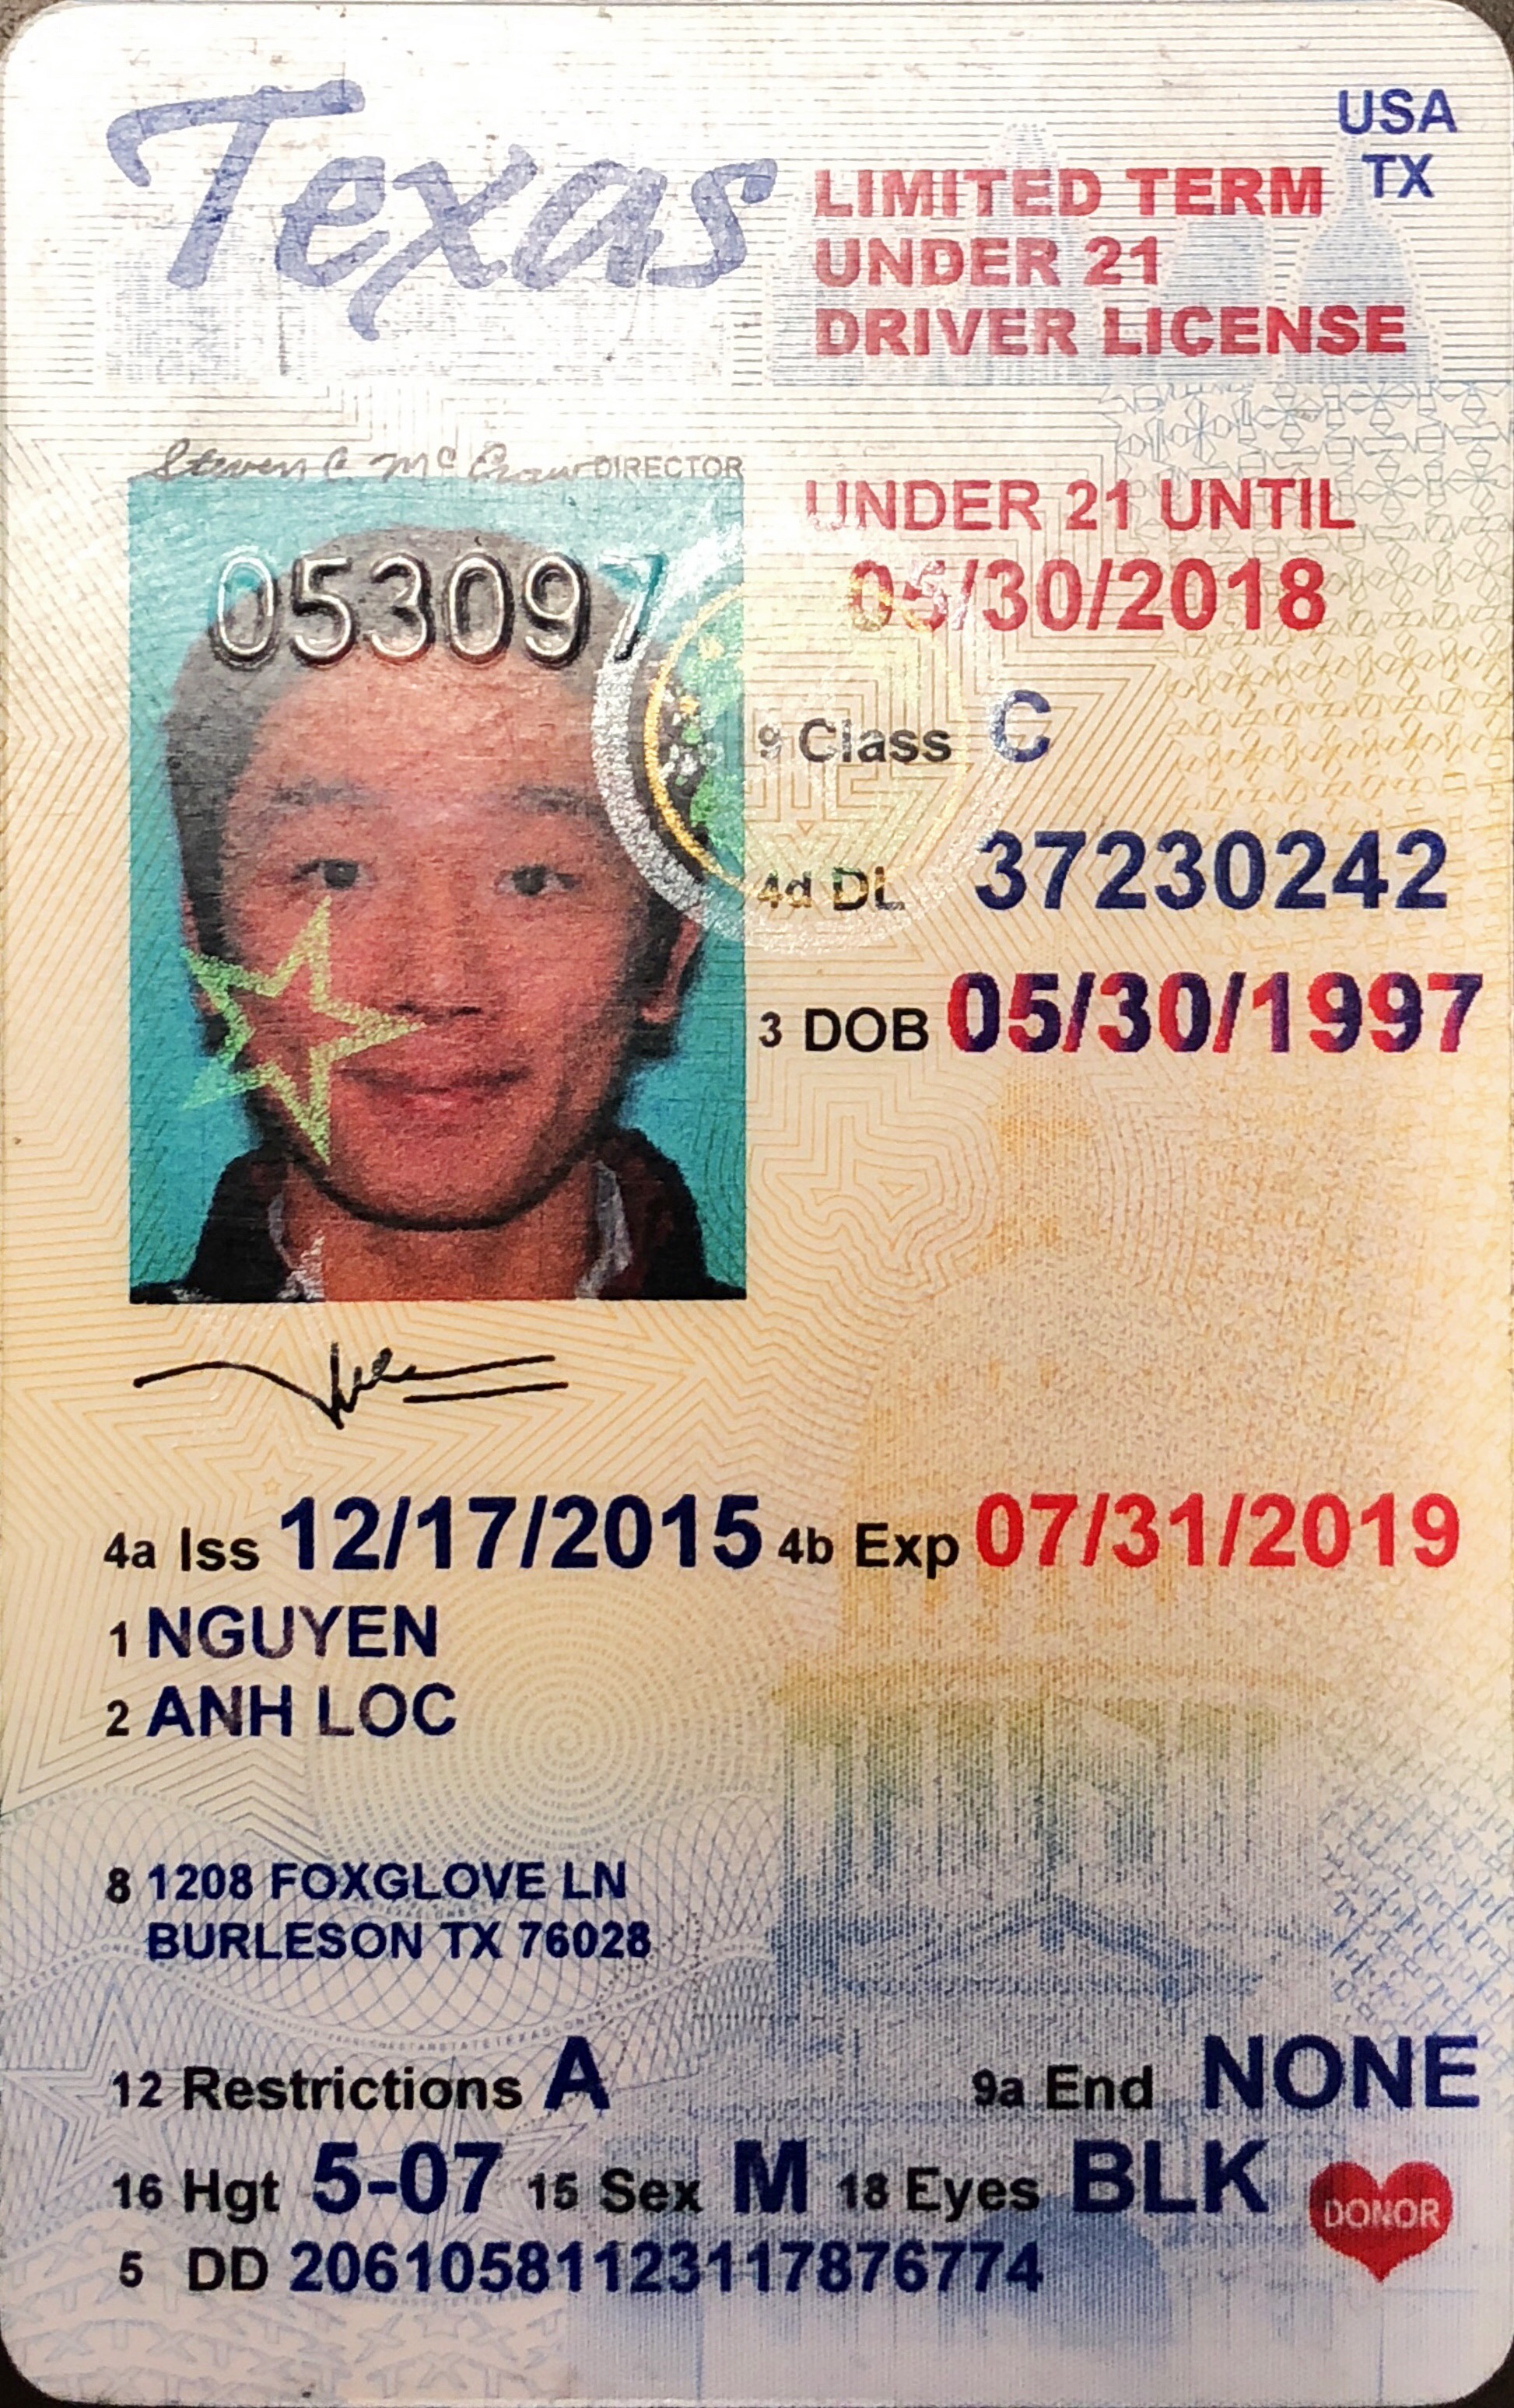 Texas
USA
TX
LIMITED TERM
UNDER 21
DRIVER LICENSE
Steven C McCraw DIRECTOR
UNDER 21 UNTIL
05/30/2018
053097
9 Class C
4d DL 37230242
3 DOB 05/30/1997
4a Iss 12/17/2015 4b Exp 07/31/2019
1 NGUYEN
2 ANH LOC
8 1208 FOXGLOVE LN
BURLESON TX 76028
12 Restrictions A 9a End NONE
16 Hgt 5-07 15 Sex M 18 Eyes BLK
DONOR
5 DD 20610581123117876774